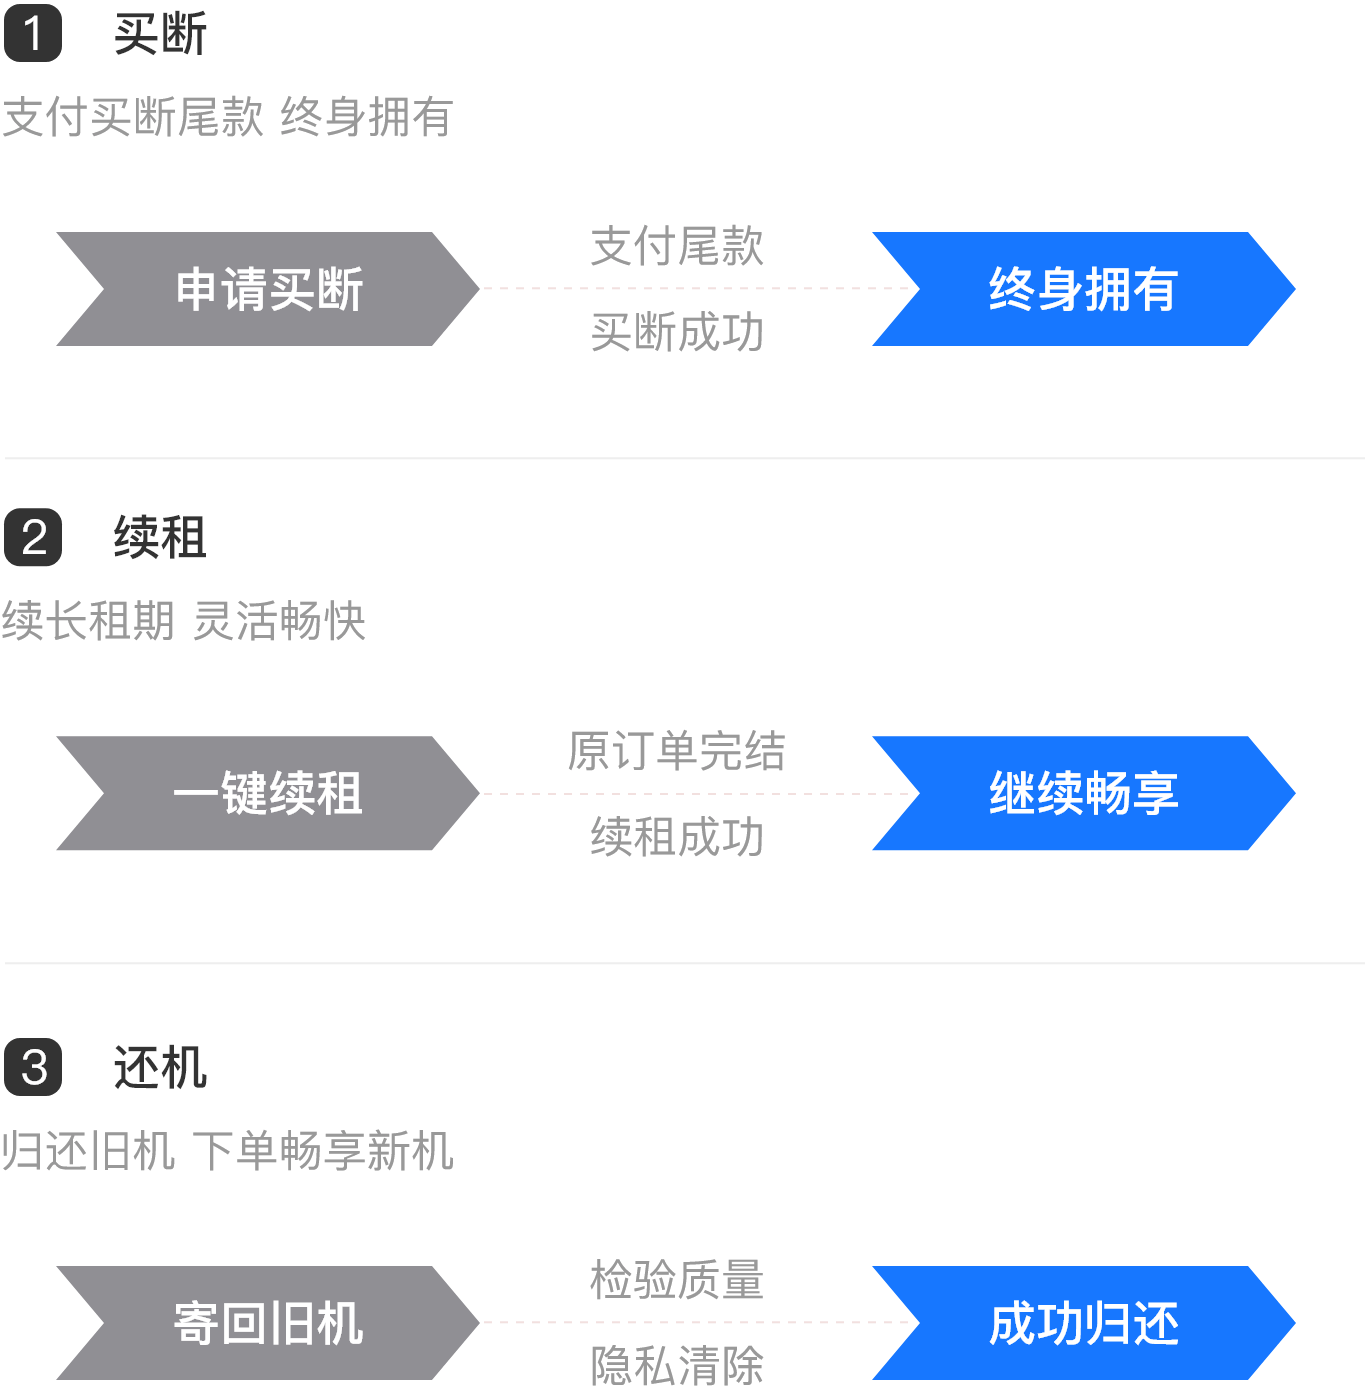 1 买断
支付买断尾款 终身拥有
支付尾款
申请买断 终身拥有
买断成功
2 续租
续长租期 灵活畅快
原订单完结
一键续租 继续畅享
续租成功
3 还机
归还旧机 下单畅享新机
检验质量
寄回旧机 成功归还
隐私清除